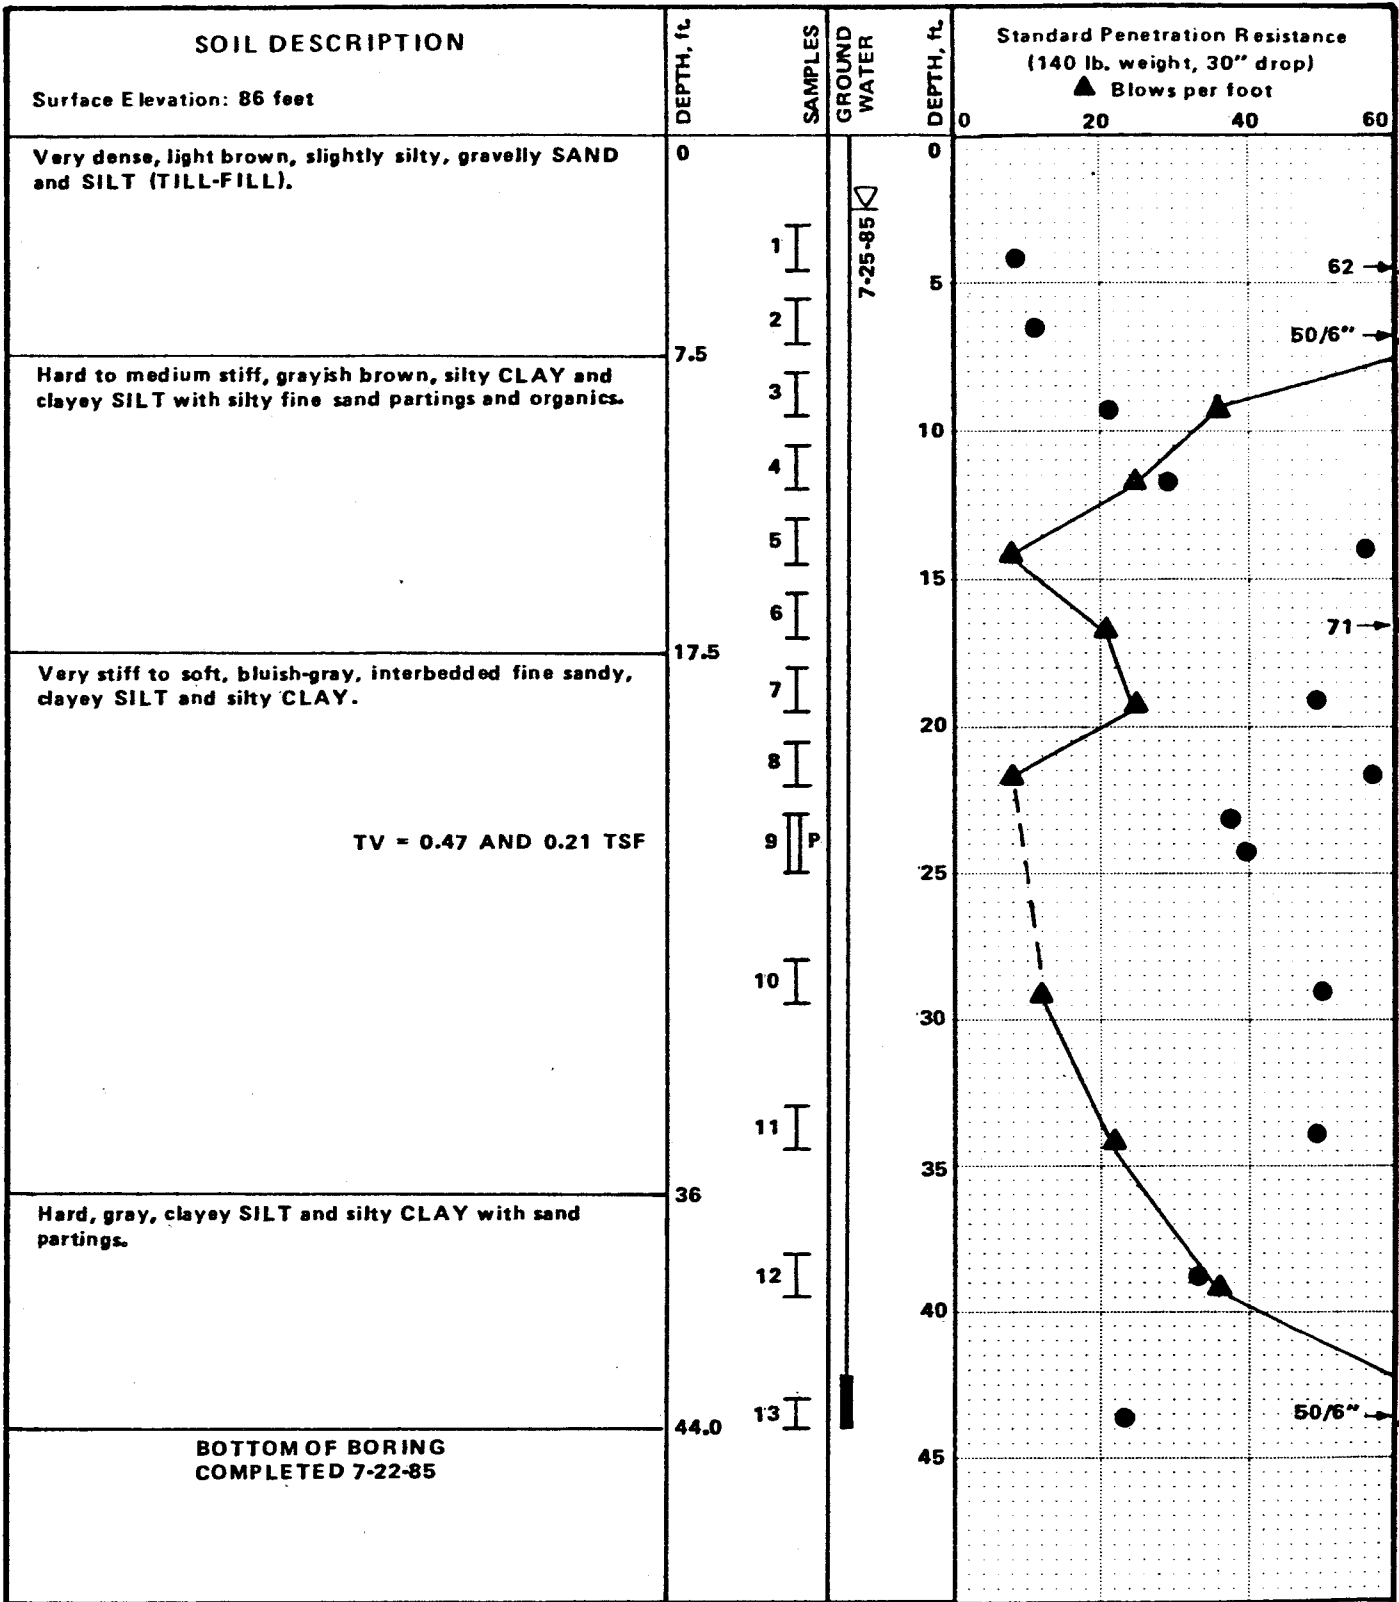 SOIL DESCRIPTION
Surface Elevation: 86 feet
DEPTH, ft.
SAMPLES
GROUND
WATER
DEPTH, ft.
Standard Penetration Resistance
(140 lb. weight, 30" drop)
▲ Blows per foot
0 20 40 60
Very dense, light brown, slightly silty, gravelly SAND
and SILT (TILL-FILL).
0
0
7-25-85
1
62
5
2
50/6"
7.5
Hard to medium stiff, grayish brown, silty CLAY and
clayey SILT with silty fine sand partings and organics.
3
10
4
5
15
6
71
17.5
Very stiff to soft, bluish-gray, interbedded fine sandy,
clayey SILT and silty CLAY.
7
20
8
TV = 0.47 AND 0.21 TSF
9 P
25
10
30
11
35
36
Hard, gray, clayey SILT and silty CLAY with sand
partings.
12
40
13
50/6"
44.0
BOTTOM OF BORING
COMPLETED 7-22-85
45